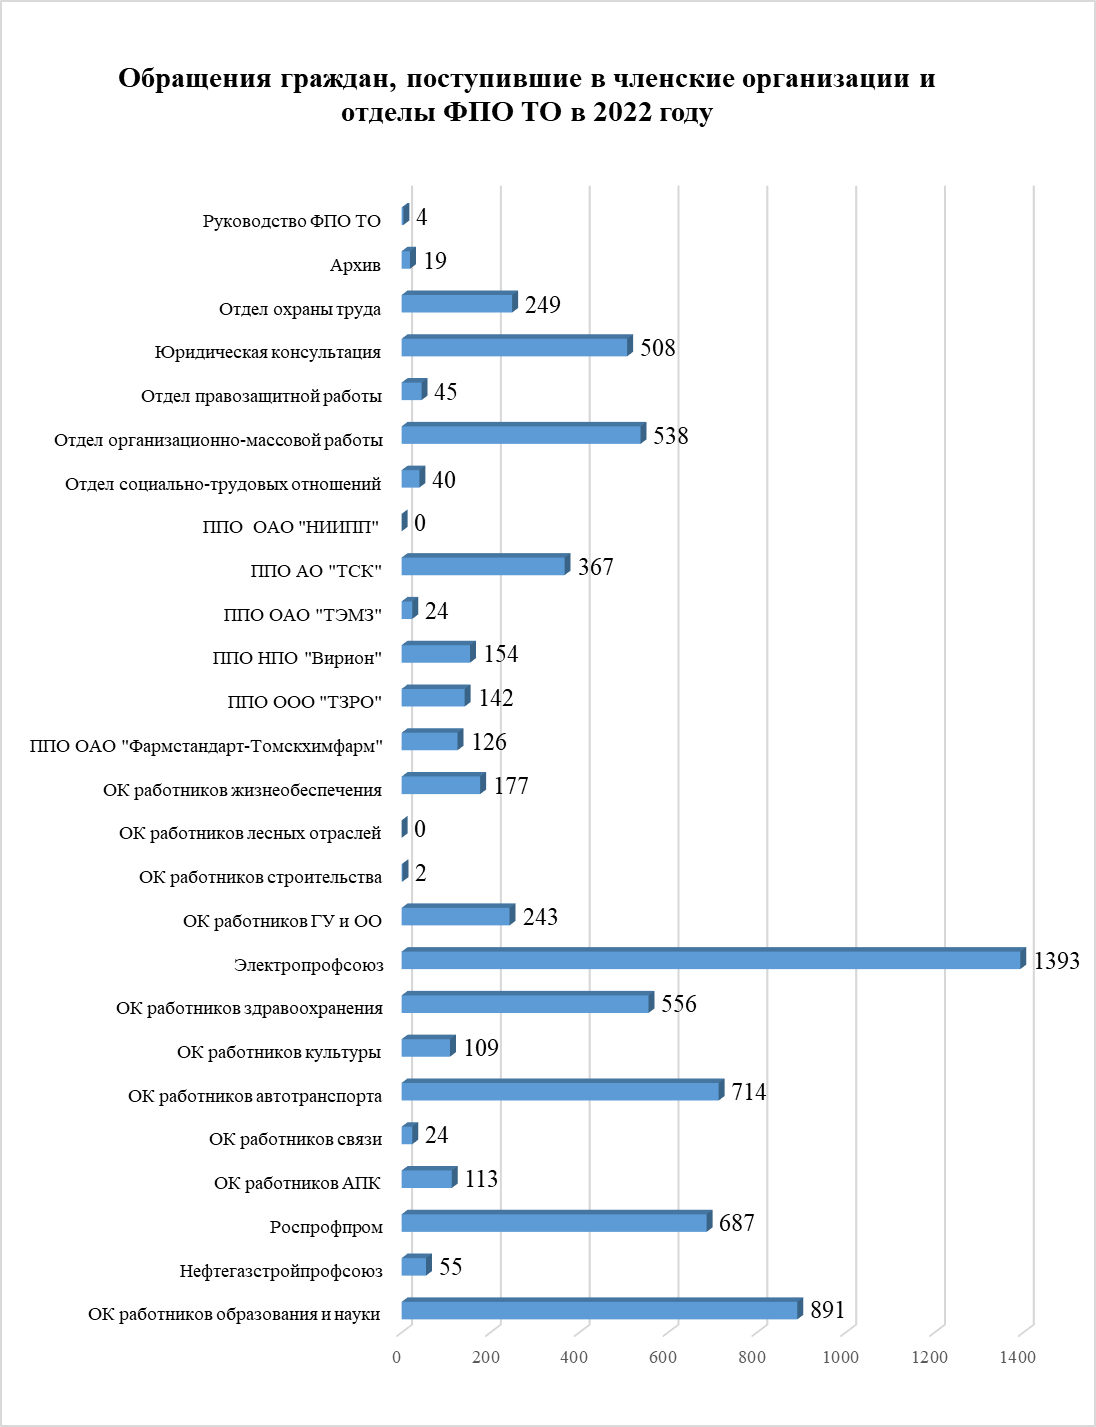 Обращения граждан, поступившие в членские организации и
отделы ФПО ТО в 2022 году
Руководство ФПО ТО 4
Архив 19
Отдел охраны труда 249
Юридическая консультация 508
Отдел правозащитной работы 45
Отдел организационно-массовой работы 538
Отдел социально-трудовых отношений 40
ППО  ОАО "НИИПП" 0
ППО АО "ТСК" 367
ППО ОАО "ТЭМЗ" 24
ППО НПО "Вирион" 154
ППО ООО "ТЗРО" 142
ППО ОАО "Фармстандарт-Томскхимфарм" 126
ОК работников жизнеобеспечения 177
ОК работников лесных отраслей 0
ОК работников строительства 2
ОК работников ГУ и ОО 243
Электропрофсоюз 1393
ОК работников здравоохранения 556
ОК работников культуры 109
ОК работников автотранспорта 714
ОК работников связи 24
ОК работников АПК 113
Роспрофпром 687
Нефтегазстройпрофсоюз 55
ОК работников образования и науки 891
0 200 400 600 800 1000 1200 1400